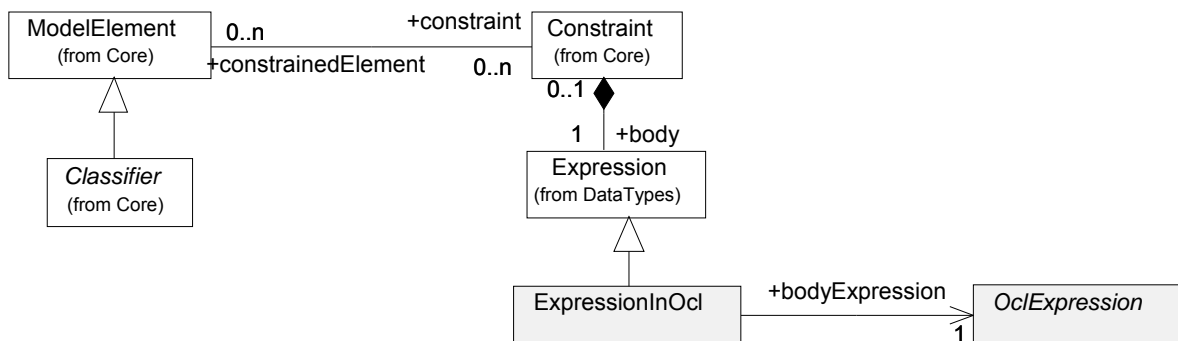 ModelElement
(from Core)
0..n
+constraint
Constraint
(from Core)
+constrainedElement
0..n
0..1
1
+body
Classifier
(from Core)
Expression
(from DataTypes)
ExpressionInOcl
+bodyExpression
1
OclExpression